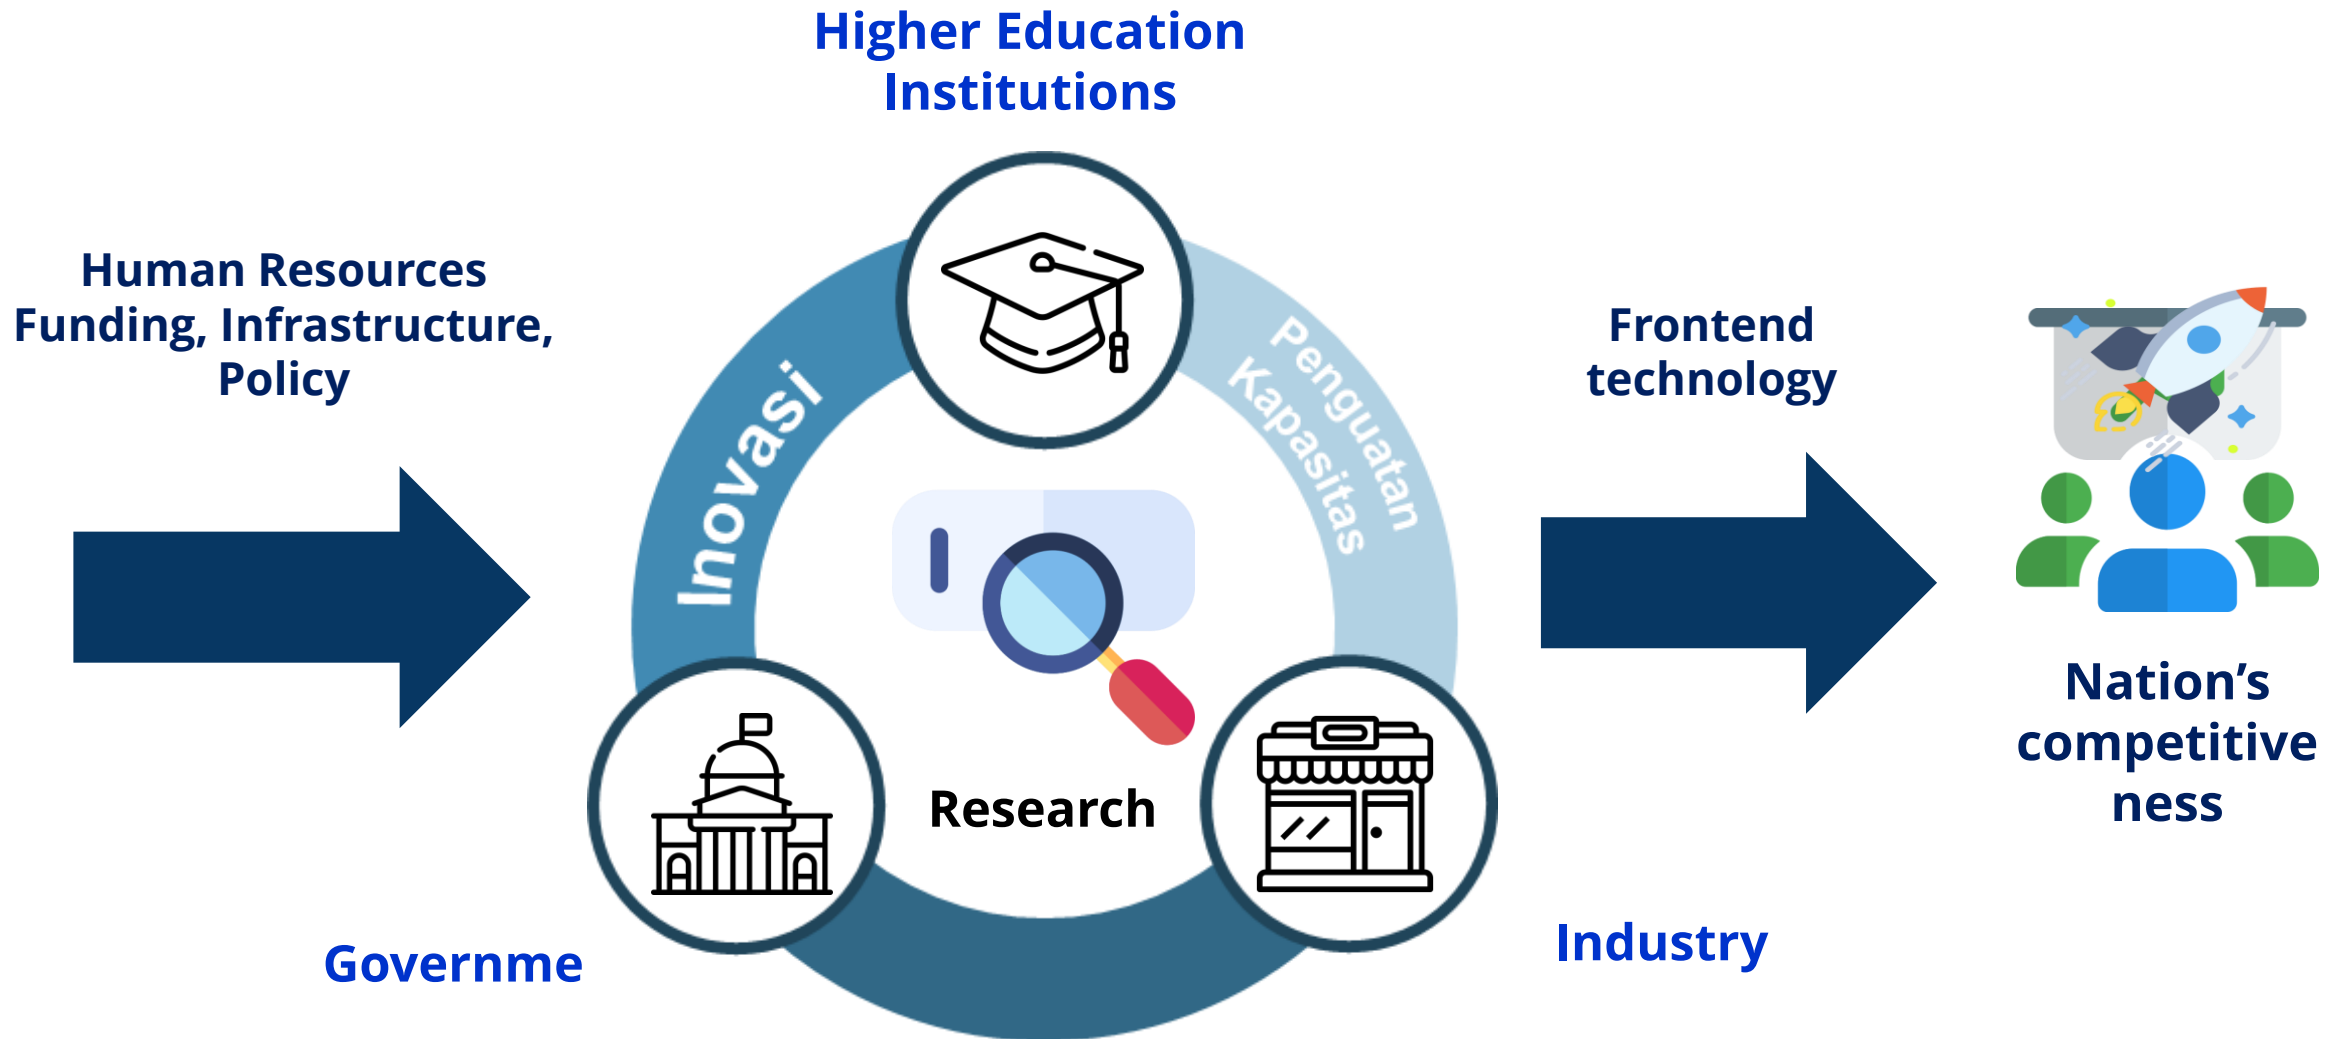 Higher Education
Institutions
Human Resources
Funding, Infrastructure,
Policy
Inovasi
Penguatan
Kapasitas
Frontend
technology
Research
Nation’s
competitive
ness
Governme
Industry